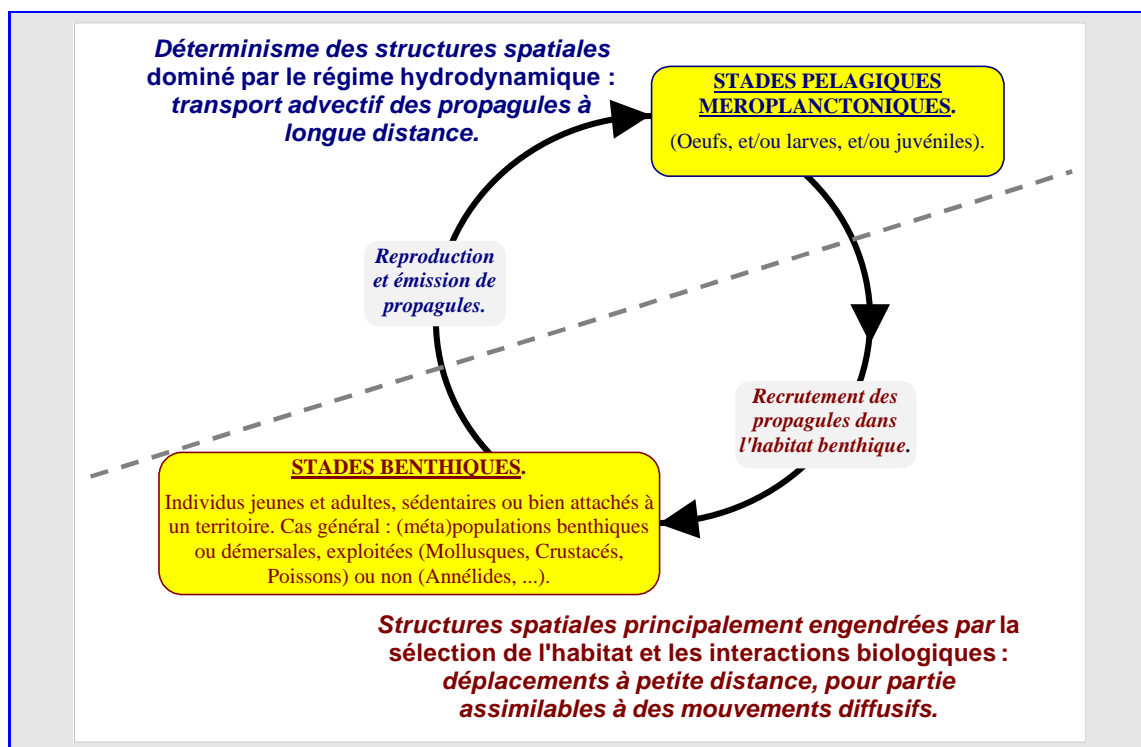 Déterminisme des structures spatiales
dominé par le régime hydrodynamique :
transport advectif des propagules à
longue distance.
STADES PELAGIQUES
MEROPLANCTONIQUES.
(Oeufs, et/ou larves, et/ou juvéniles).
Reproduction
et émission de
propagules.
Recrutement des
propagules dans
l'habitat benthique.
STADES BENTHIQUES.
Individus jeunes et adultes, sédentaires ou bien attachés à
un territoire. Cas général : (méta)populations benthiques
ou démersales, exploitées (Mollusques, Crustacés,
Poissons) ou non (Annélides, ...).
Structures spatiales principalement engendrées par la
sélection de l'habitat et les interactions biologiques :
déplacements à petite distance, pour partie
assimilables à des mouvements diffusifs.